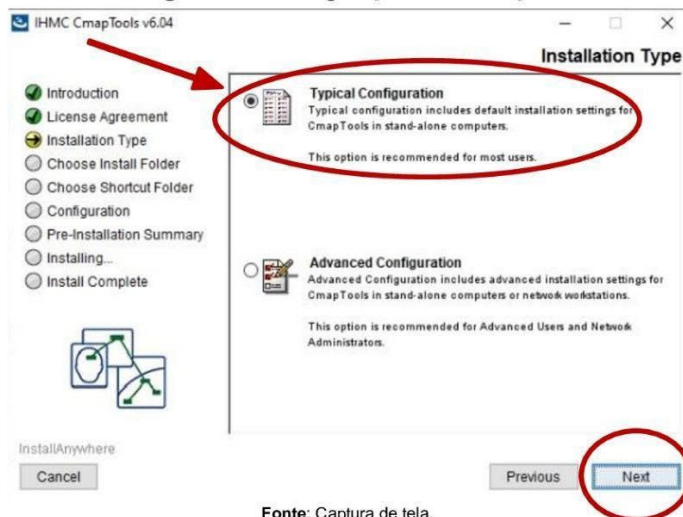 IHMC CmapTools v6.04
Installation Type
Introduction
License Agreement
Installation Type
Choose Install Folder
Choose Shortcut Folder
Configuration
Pre-Installation Summary
Installing...
Install Complete
Typical Configuration
Typical configuration includes default installation settings for
CmapTools in stand-alone computers.
This option is recommended for most users.
Advanced Configuration
Advanced Configuration includes advanced installation settings for
CmapTools in stand-alone computers or network workstations.
This option is recommended for Advanced Users and Network
Administrators.
InstallAnywhere
Cancel
Previous
Next
Fonte: Captura de tela.